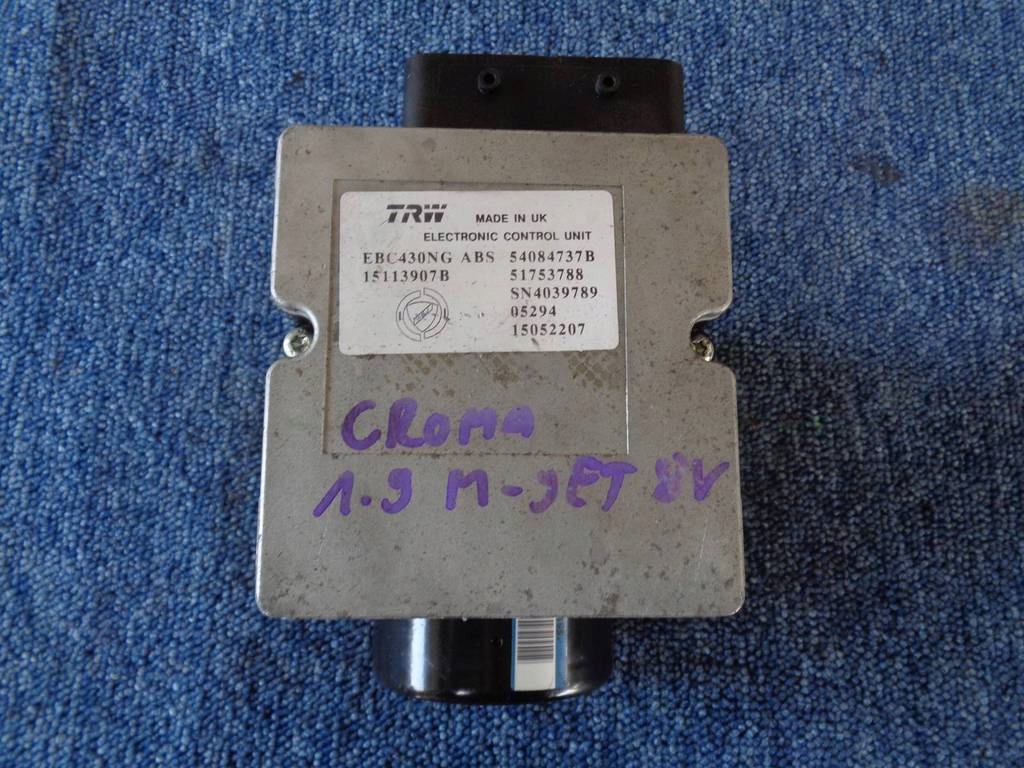 TRW MADE IN UK
ELECTRONIC CONTROL UNIT
EBC430NG ABS 54084737B
15113907B 51753788
SN4039789
05294
15052207
CROMA
1.9 M-JET 8V